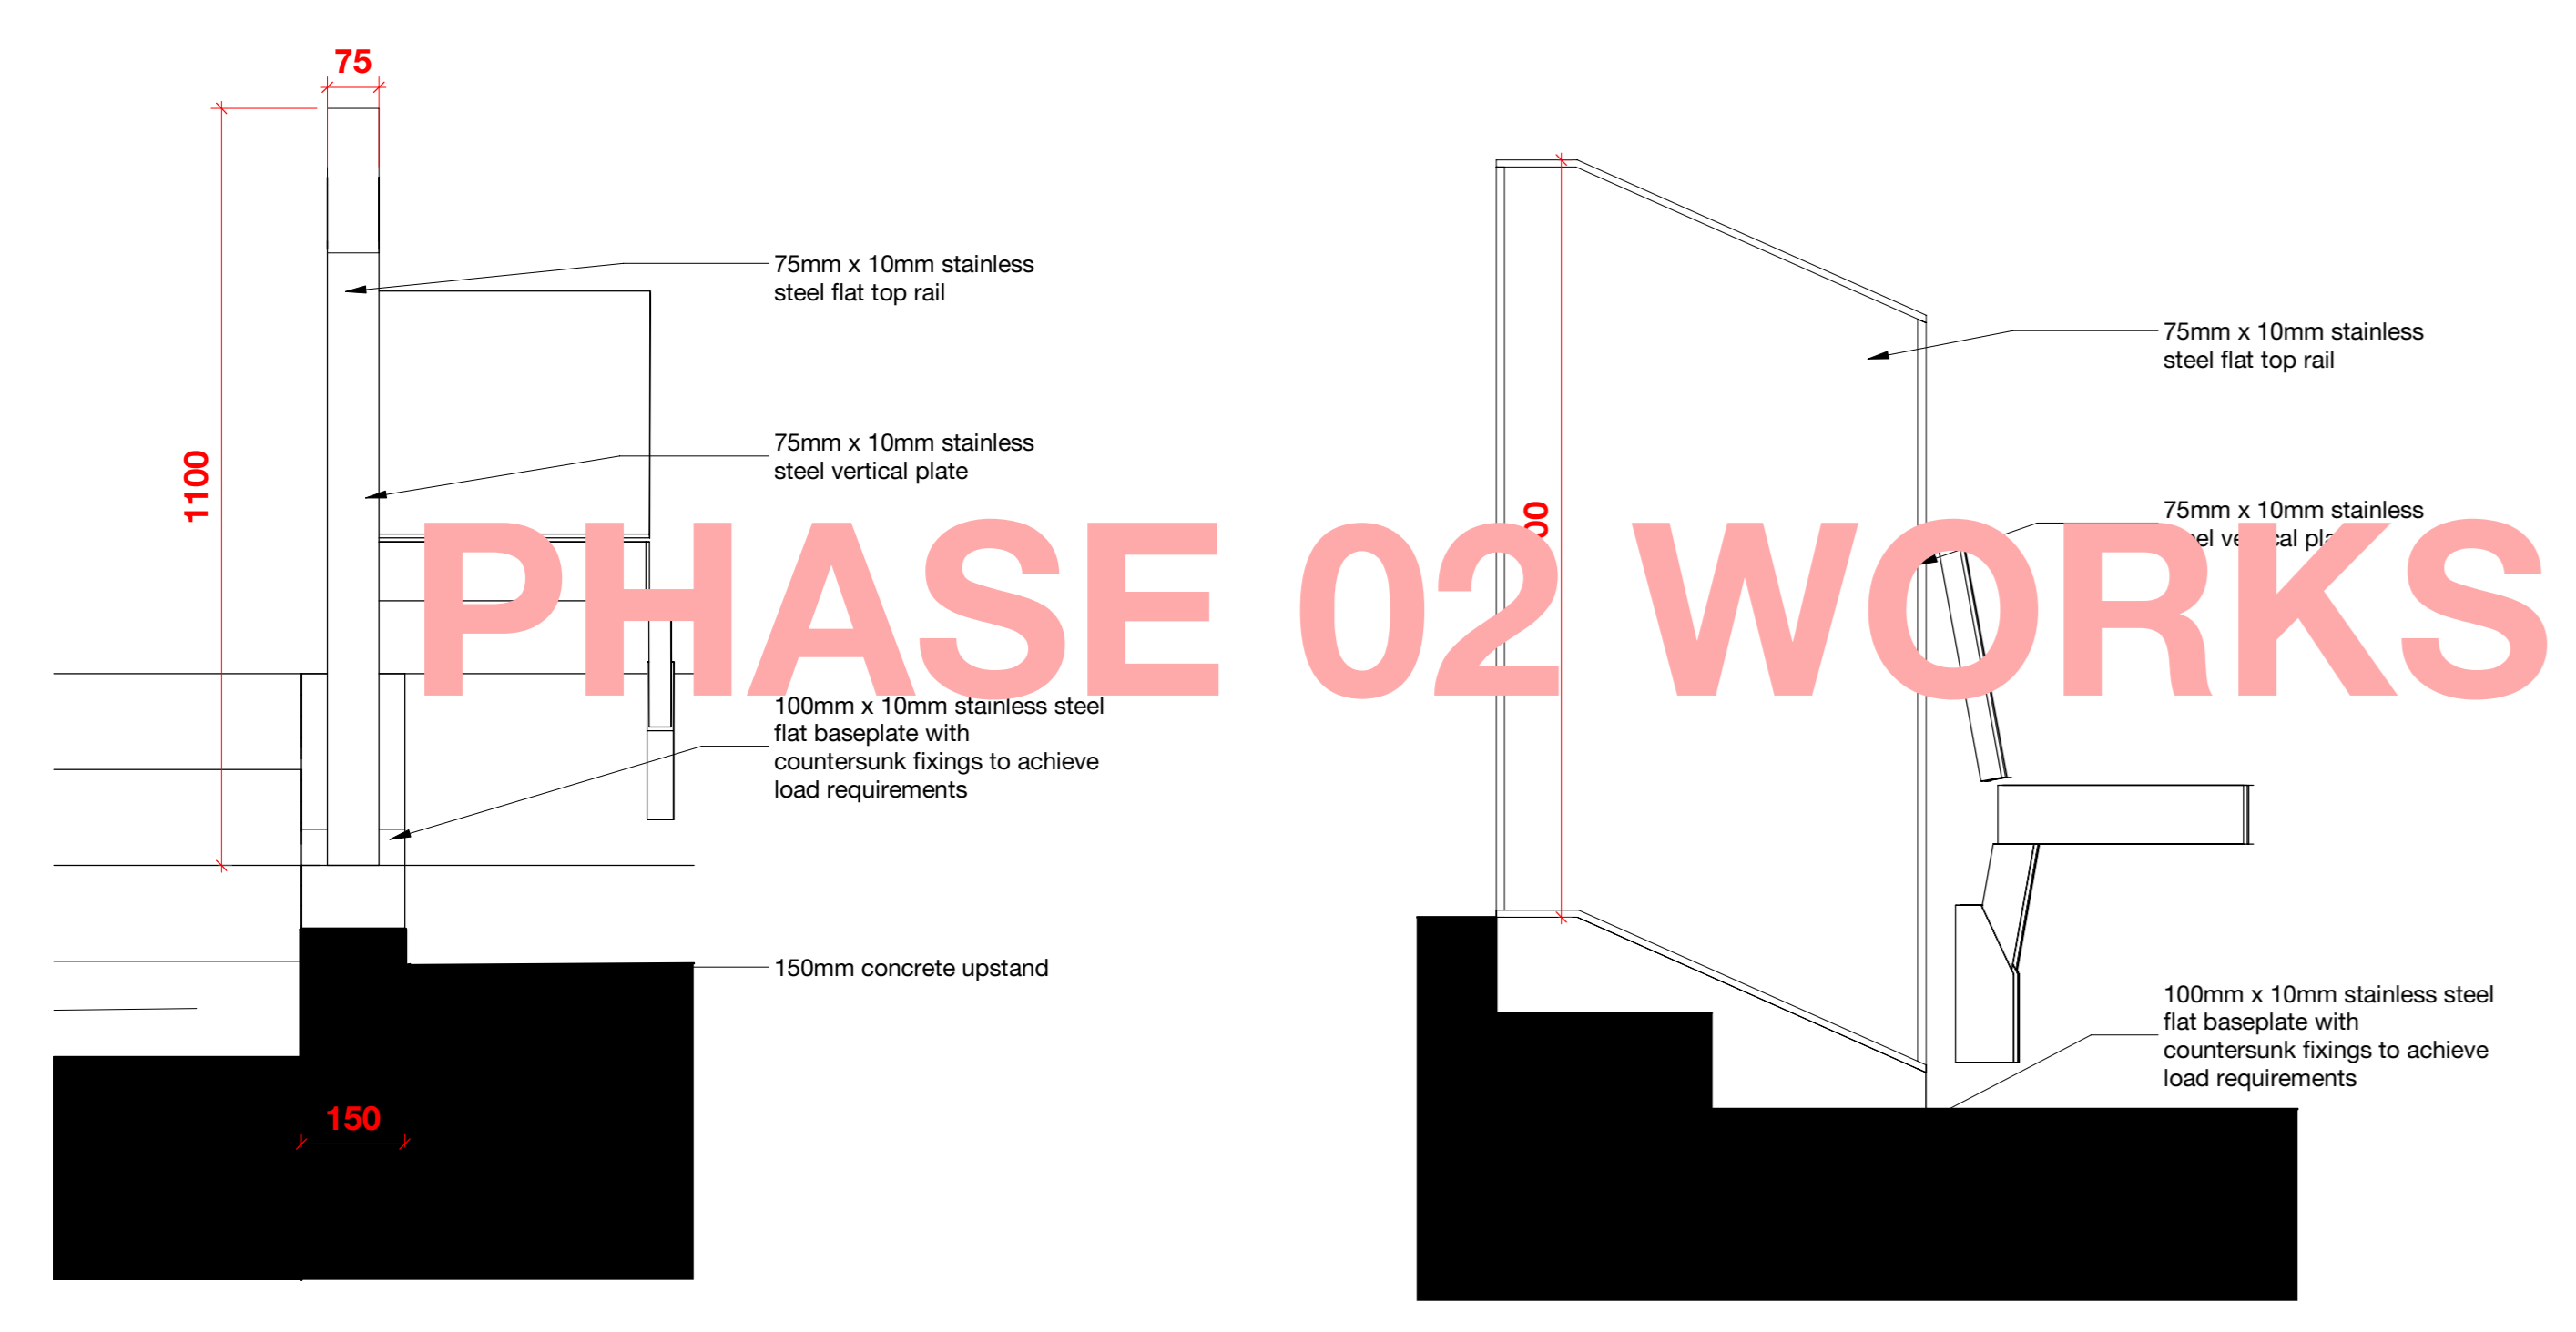 75
75mm x 10mm stainless
steel flat top rail
75mm x 10mm stainless
steel vertical plate
1100
100mm x 10mm stainless steel
flat baseplate with
countersunk fixings to achieve
load requirements
150mm concrete upstand
150
PHASE 02 WORKS
75mm x 10mm stainless
steel flat top rail
75mm x 10mm stainless
100mm x 10mm stainless steel
flat baseplate with
countersunk fixings to achieve
load requirements